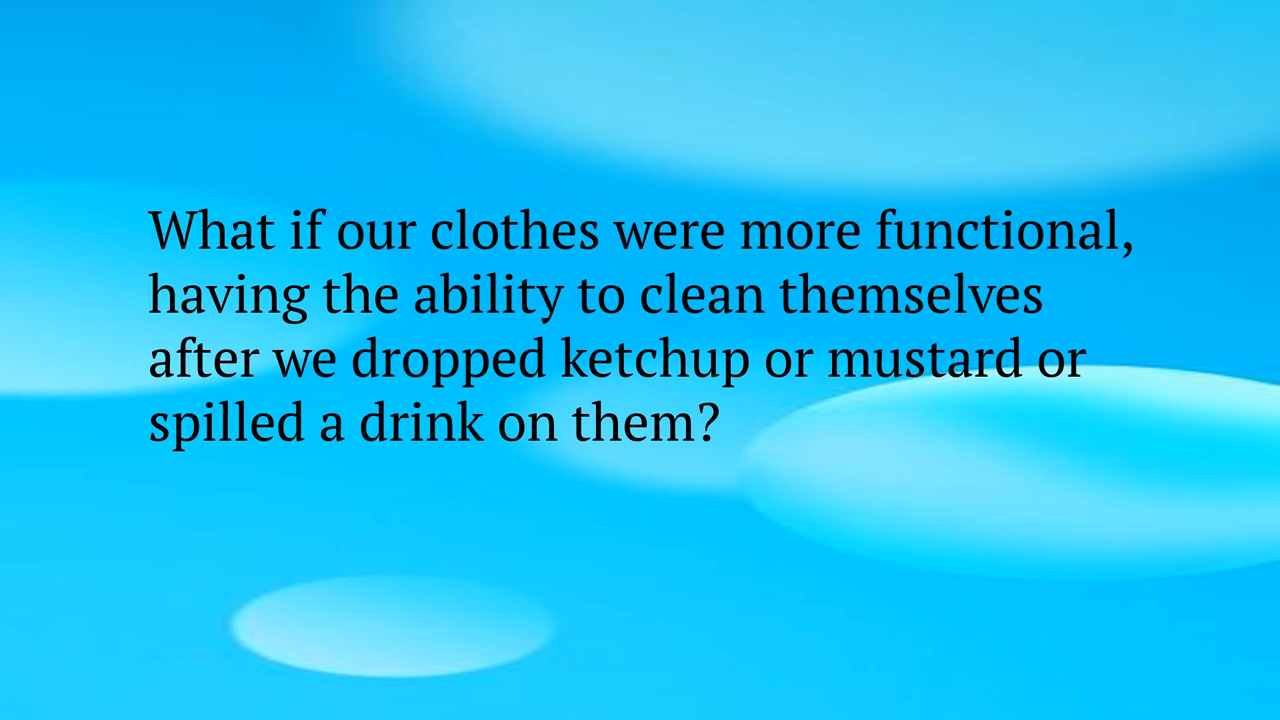 What if our clothes were more functional,
having the ability to clean themselves
after we dropped ketchup or mustard or
spilled a drink on them?